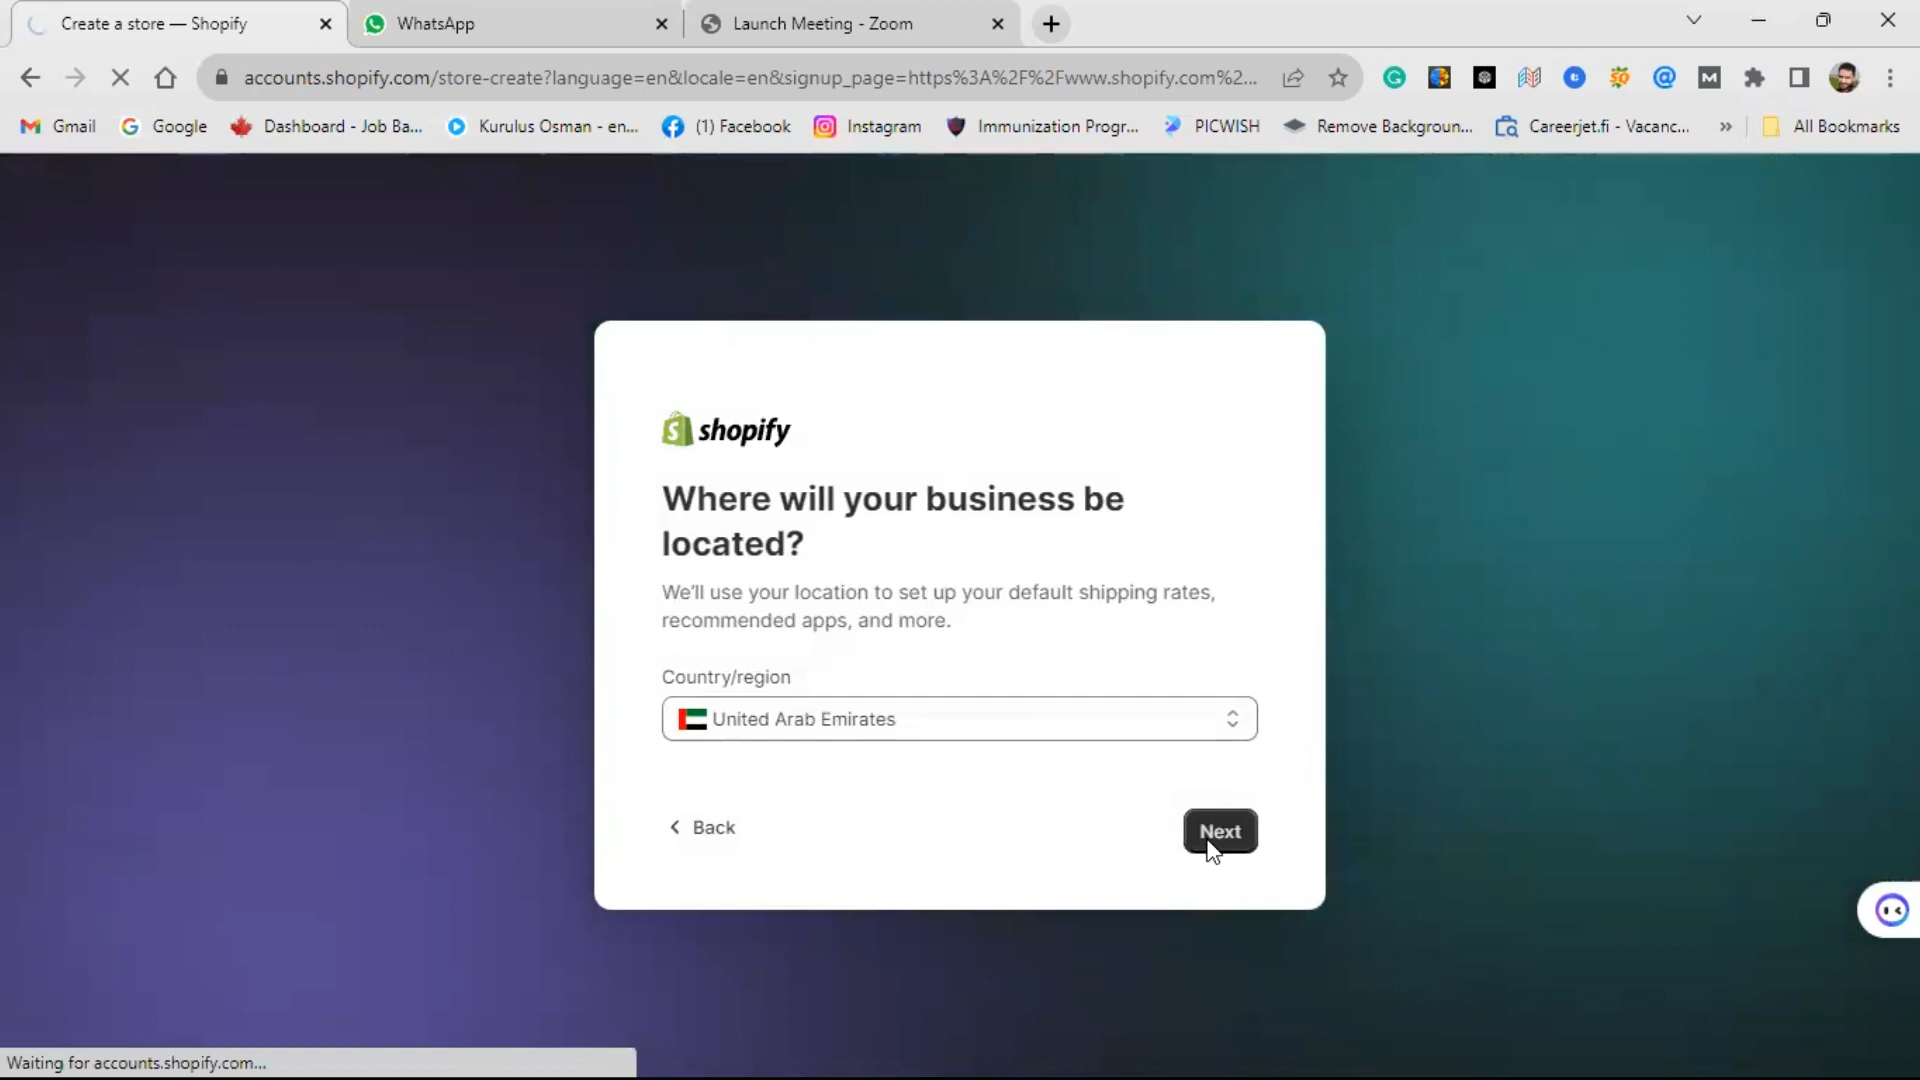 Create a store — Shopify
WhatsApp
Launch Meeting - Zoom
accounts.shopify.com/store-create?language=en&locale=en&signup_page=https%3A%2F%2Fwww.shopify.com%2...
Gmail
Google
Dashboard - Job Ba...
Kurulus Osman - en...
(1) Facebook
Instagram
Immunization Progr...
PICWISH
Remove Backgroun...
Careerjet.fi - Vacanc...
»
All Bookmarks
shopify
Where will your business be
located?
We'll use your location to set up your default shipping rates,
recommended apps, and more.
Country/region
United Arab Emirates
Back
Next
Waiting for accounts.shopify.com...